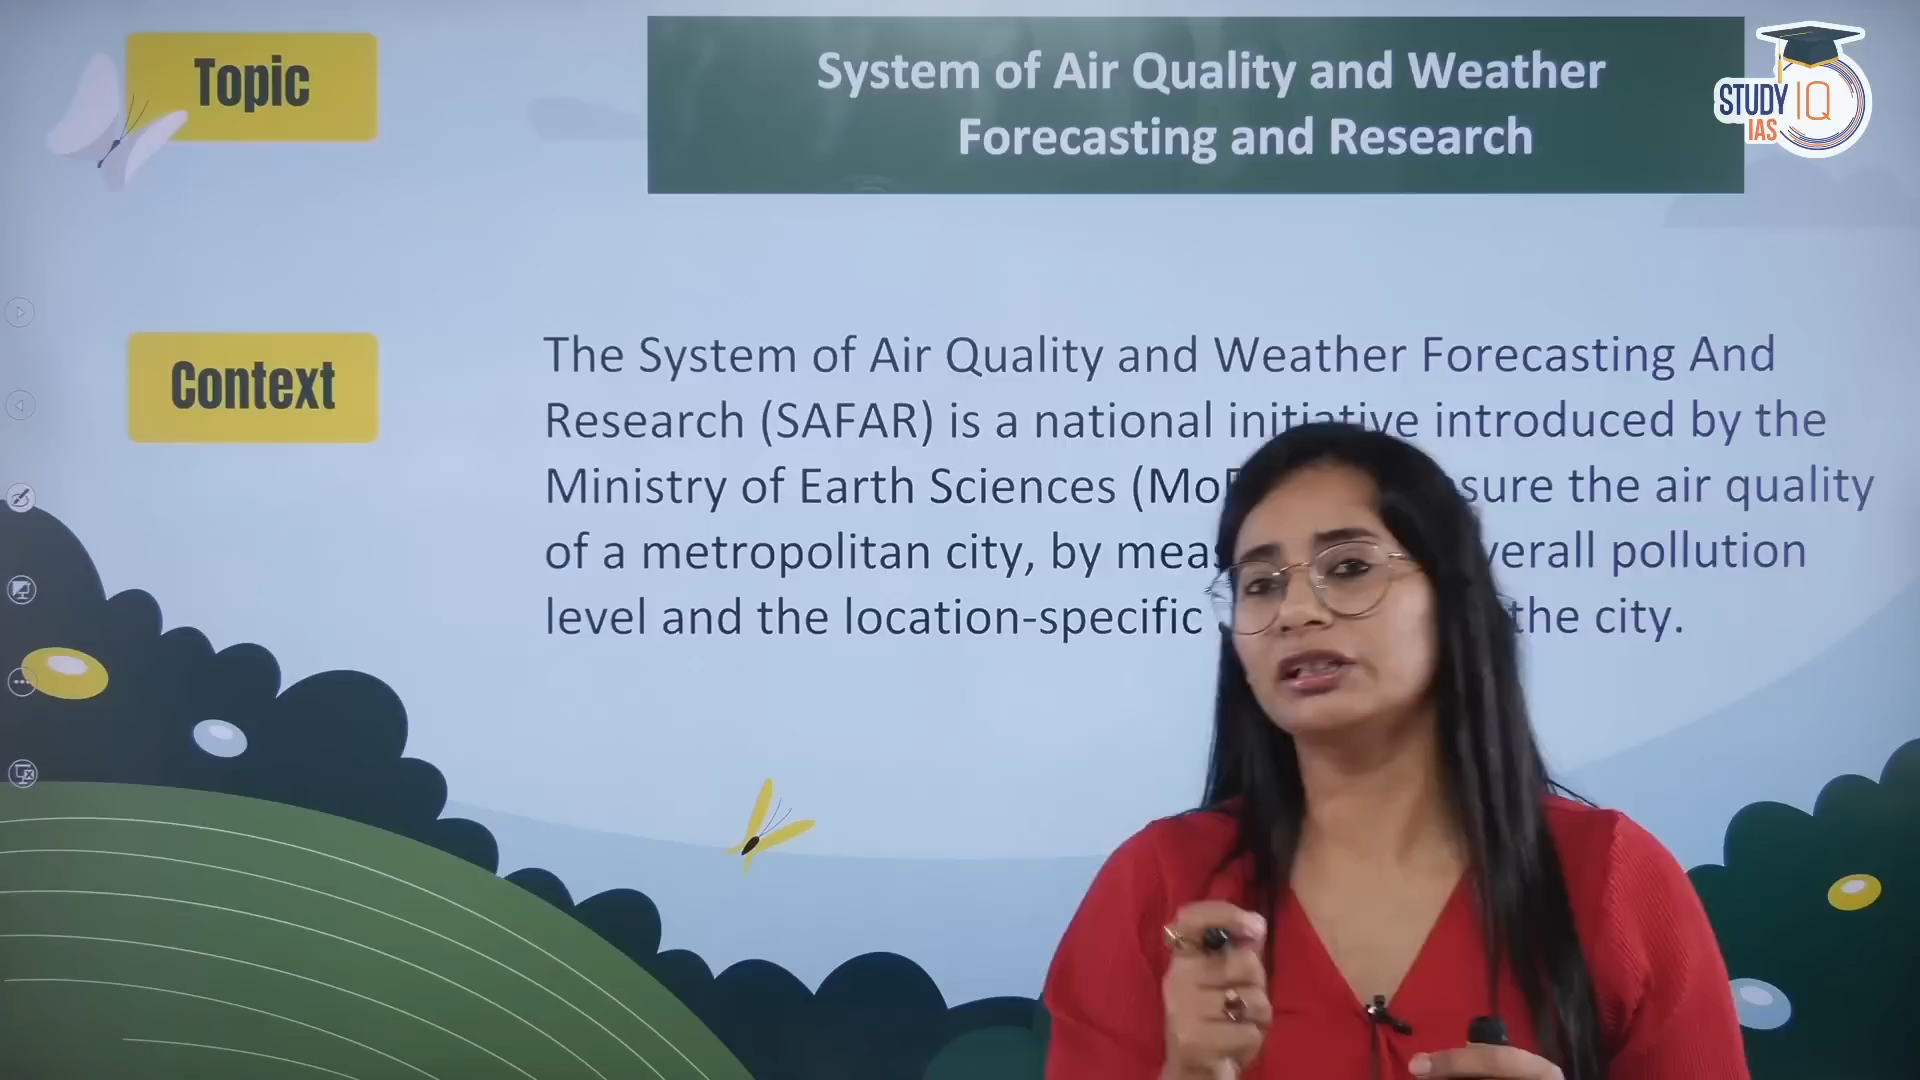 Topic
System of Air Quality and Weather
Forecasting and Research
STUDY IQ
IAS
Context
The System of Air Quality and Weather Forecasting And
Research (SAFAR) is a national initiative introduced by the
Ministry of Earth Sciences (Mo sure the air quality
of a metropolitan city, by mea verall pollution
level and the location-specific the city.